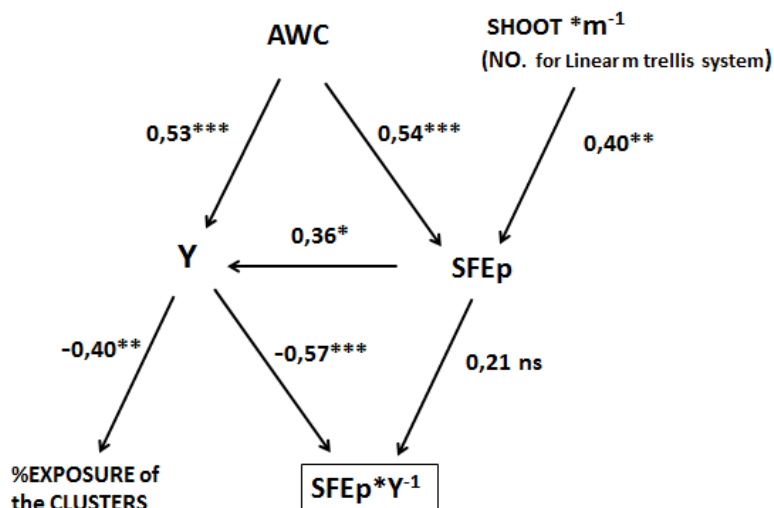 AWC
SHOOT *m⁻¹
(NO. for Linear m trellis system)
0,53***
0,54***
0,40**
0,36*
Y
SFEp
-0,40**
-0,57***
0,21 ns
%EXPOSURE of
the CLUSTERS
SFEp*Y⁻¹